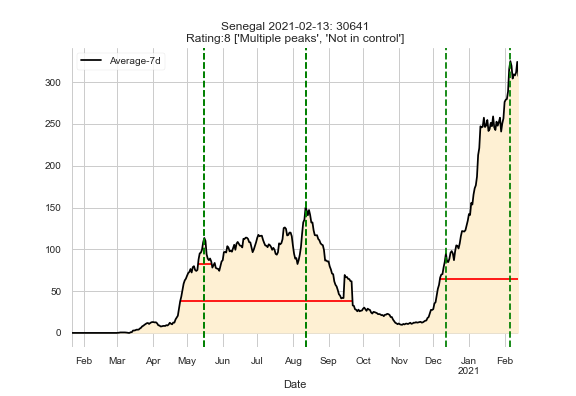 Senegal 2021-02-13: 30641
Rating:8 ['Multiple peaks', 'Not in control']
Average-7d
300
250
200
150
100
50
0
Feb Mar Apr May Jun Jul Aug Sep Oct Nov Dec Jan Feb
2021
Date